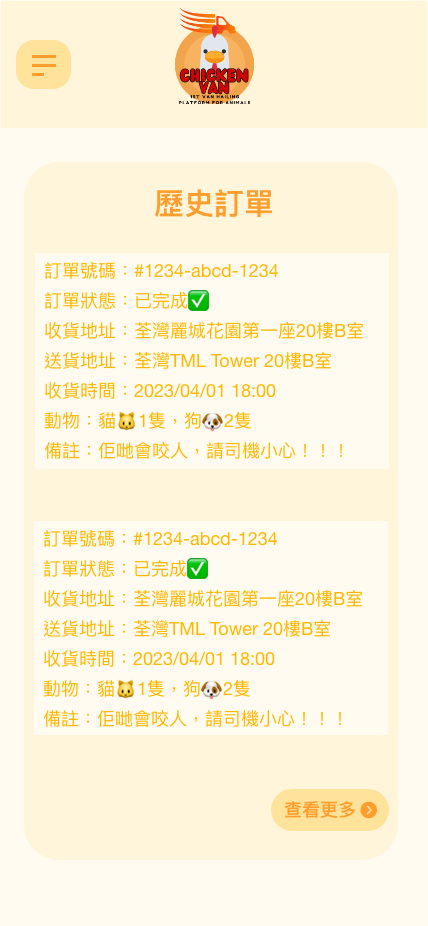 CHICKEN
VAN
1ST VAN HAILING
PLATFORM FOR ANIMALS
歷史訂單
訂單號碼：#1234-abcd-1234
訂單狀態：已完成✅
收貨地址：荃灣麗城花園第一座20樓B室
送貨地址：荃灣TML Tower 20樓B室
收貨時間：2023/04/01 18:00
動物：貓🐱1隻，狗🐶2隻
備註：佢哋會咬人，請司機小心！！！
訂單號碼：#1234-abcd-1234
訂單狀態：已完成✅
收貨地址：荃灣麗城花園第一座20樓B室
送貨地址：荃灣TML Tower 20樓B室
收貨時間：2023/04/01 18:00
動物：貓🐱1隻，狗🐶2隻
備註：佢哋會咬人，請司機小心！！！
查看更多